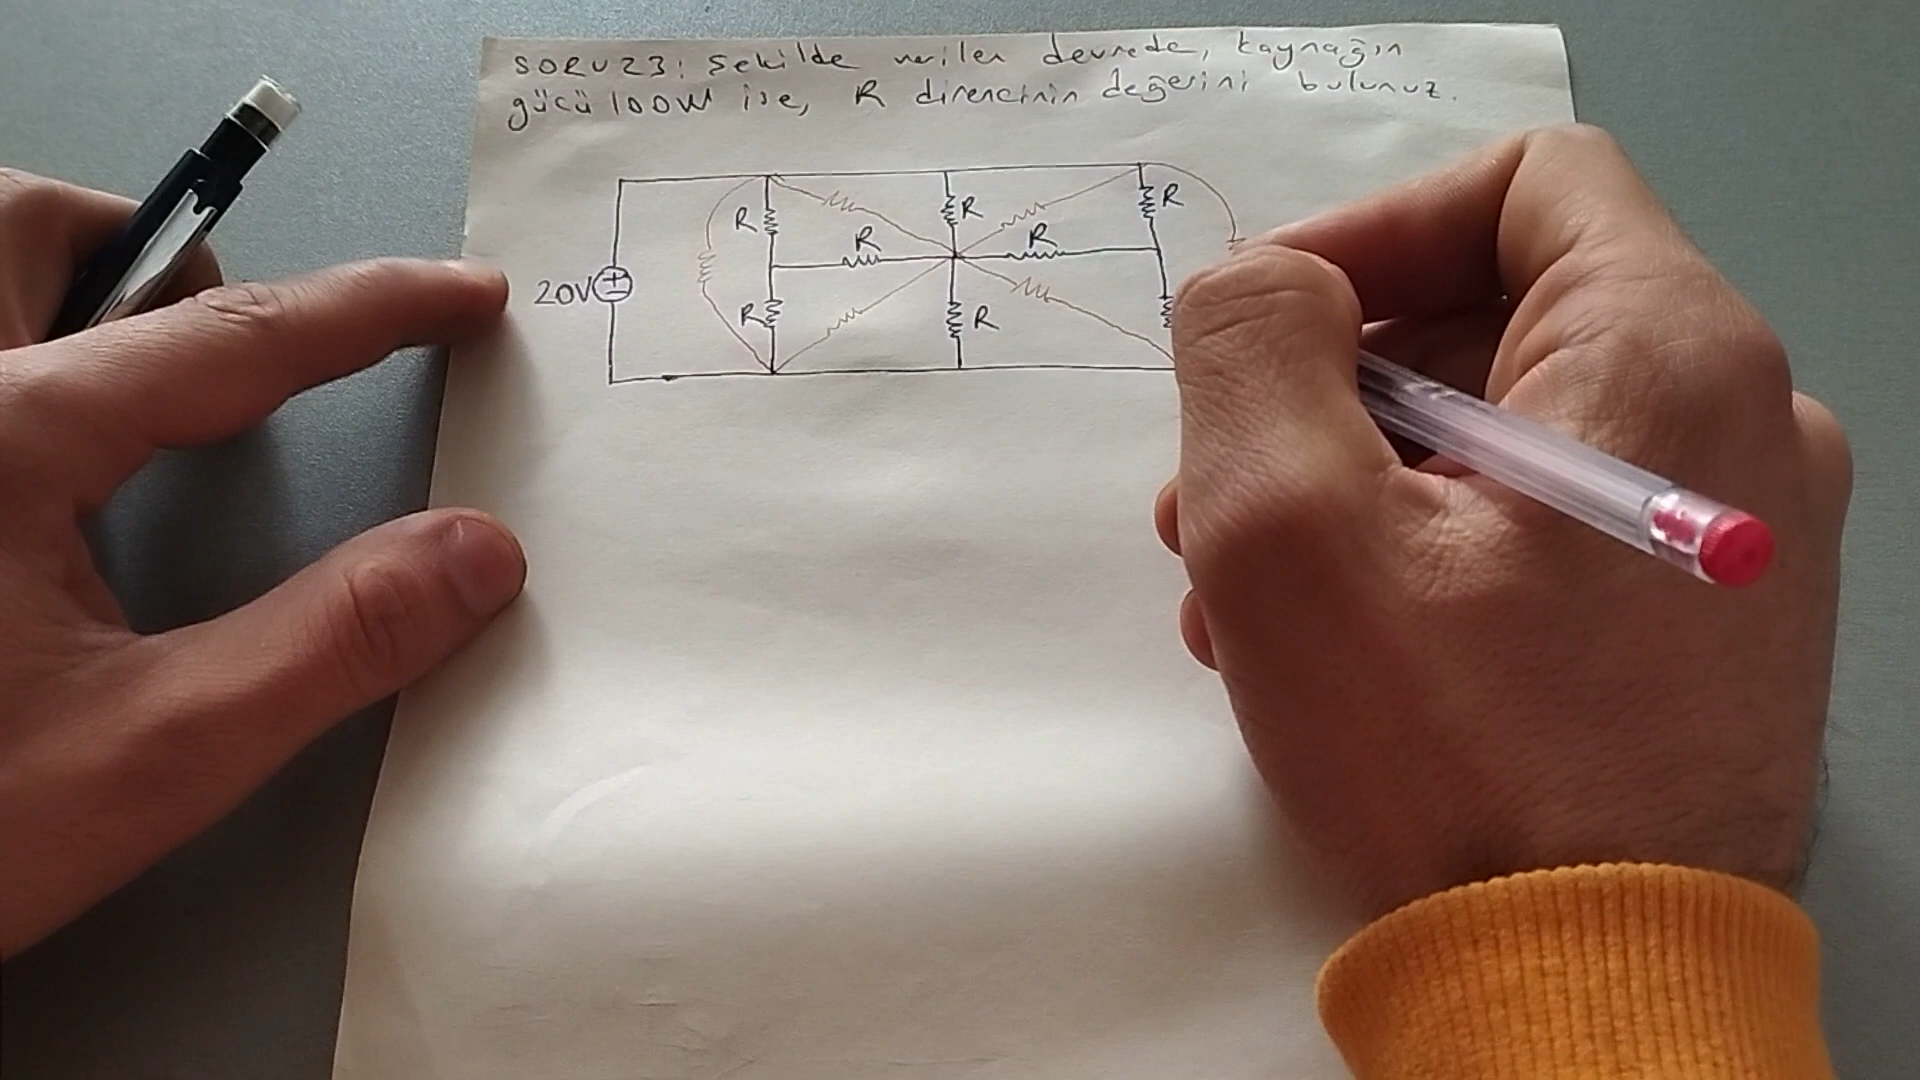 SORU23: Şekilde verilen devrede, kaynağın
gücü 100W ise, R direncinin değerini bulunuz.
R
R
R
R
R
20V
R
R